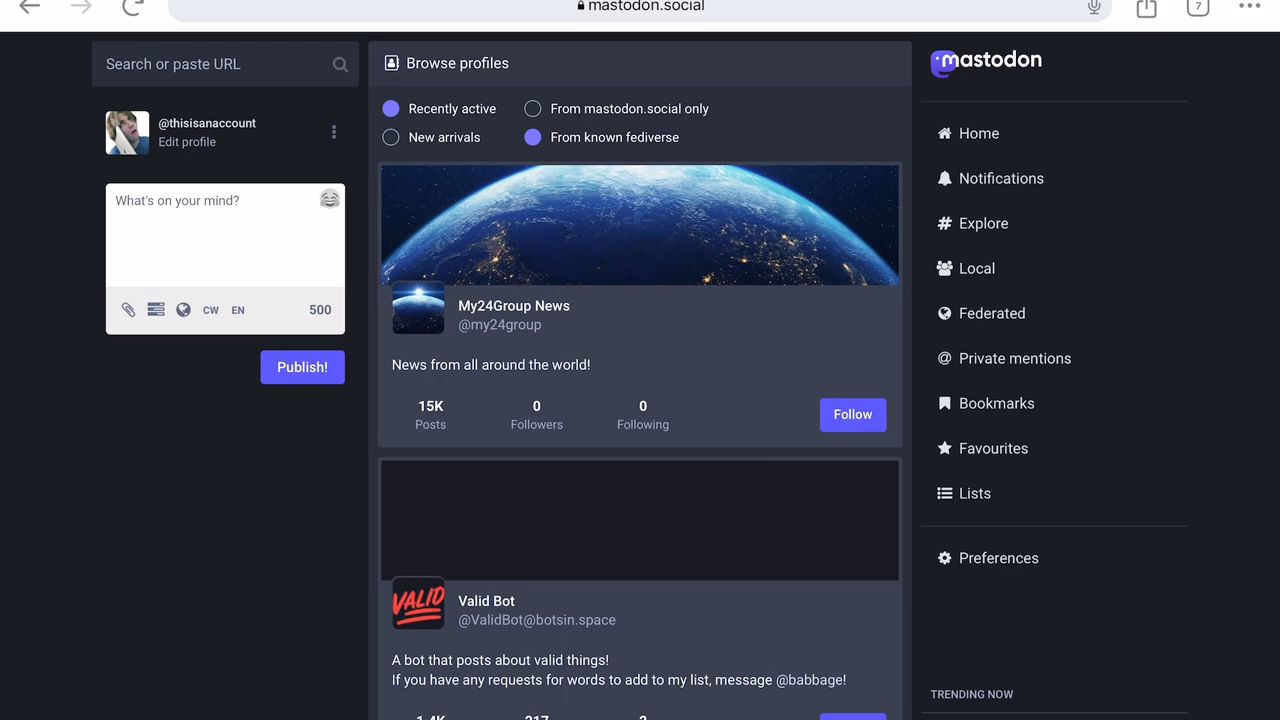 mastodon.social
7
Search or paste URL
@thisisanaccount
Edit profile
What's on your mind?
CW EN 500
Publish!
Browse profiles
Recently active
From mastodon.social only
New arrivals
From known fediverse
My24Group News
@my24group
News from all around the world!
15K 0 0
Posts Followers Following
Follow
VALID
Valid Bot
@ValidBot@botsin.space
A bot that posts about valid things!
If you have any requests for words to add to my list, message @babbage!
1.4K 217 2
mastodon
Home
Notifications
Explore
Local
Federated
Private mentions
Bookmarks
Favourites
Lists
Preferences
TRENDING NOW